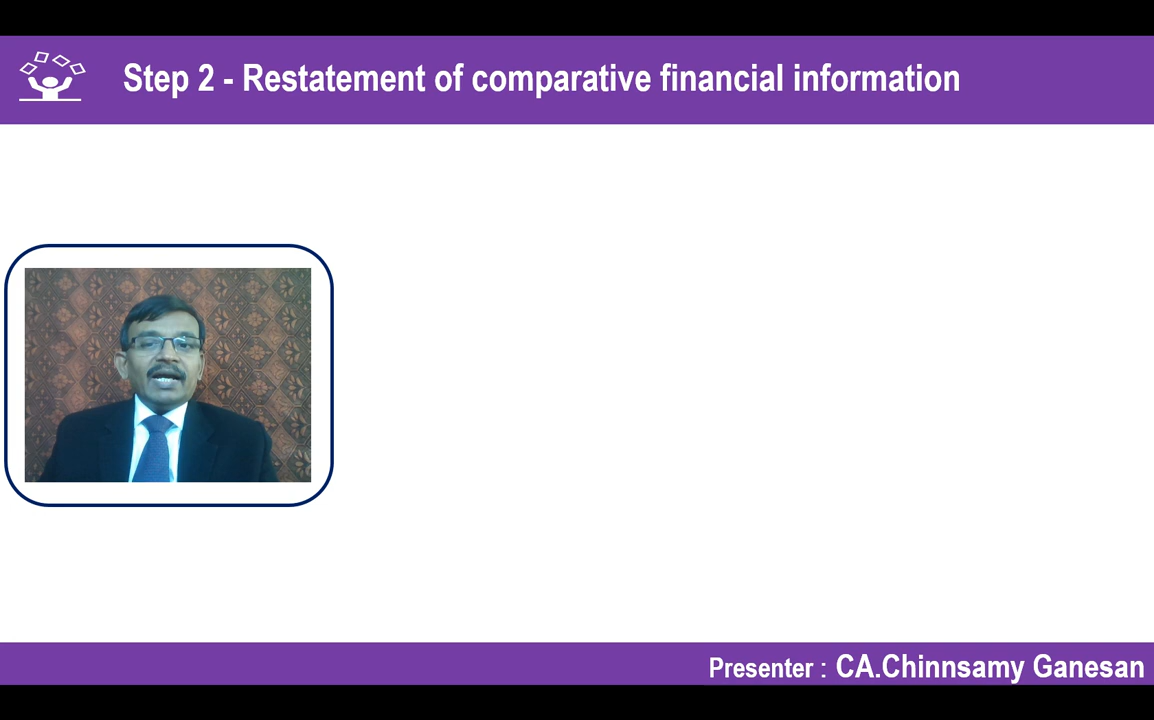 Step 2 - Restatement of comparative financial information
Presenter : CA.Chinnsamy Ganesan